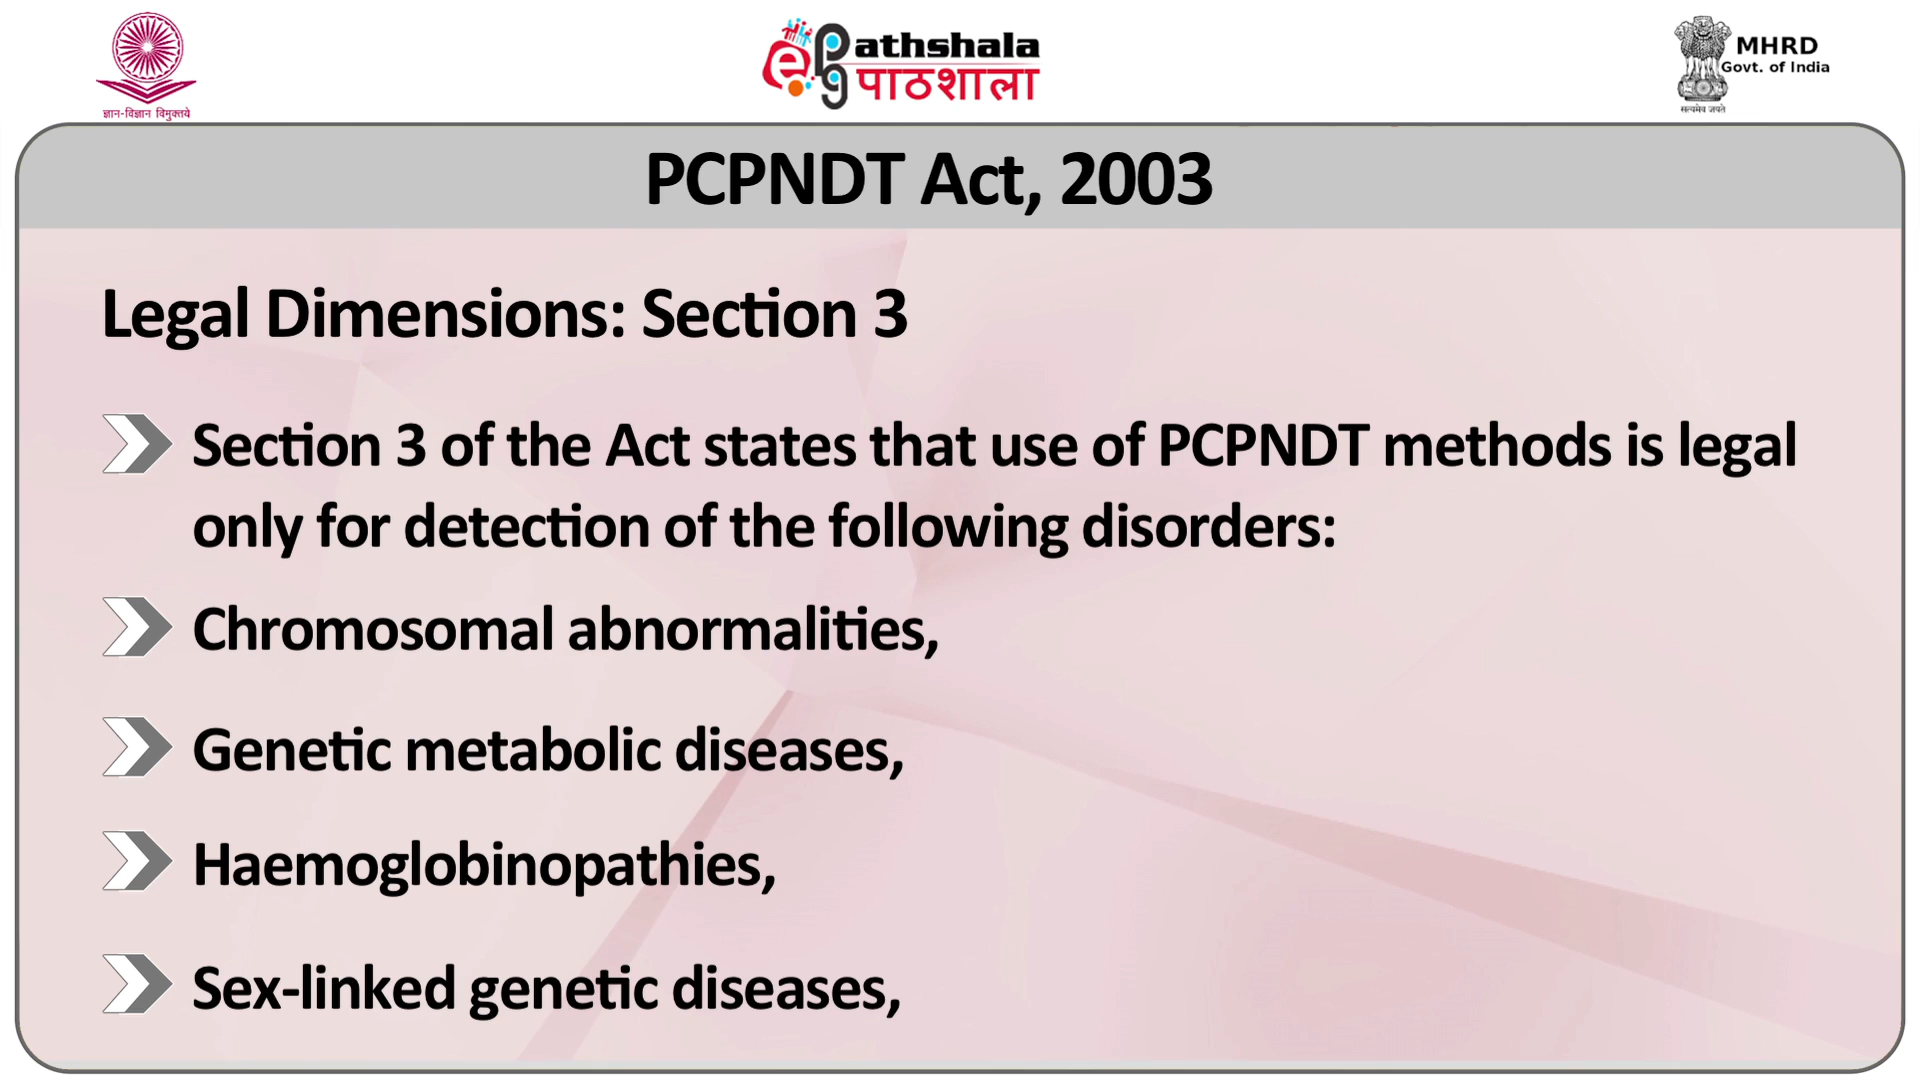 ज्ञान-विज्ञान विमुक्तये
ePG Pathshala
पाठशाला
MHRD
Govt. of India
सत्यमेव जयते
PCPNDT Act, 2003
Legal Dimensions: Section 3
Section 3 of the Act states that use of PCPNDT methods is legal
only for detection of the following disorders:
Chromosomal abnormalities,
Genetic metabolic diseases,
Haemoglobinopathies,
Sex-linked genetic diseases,